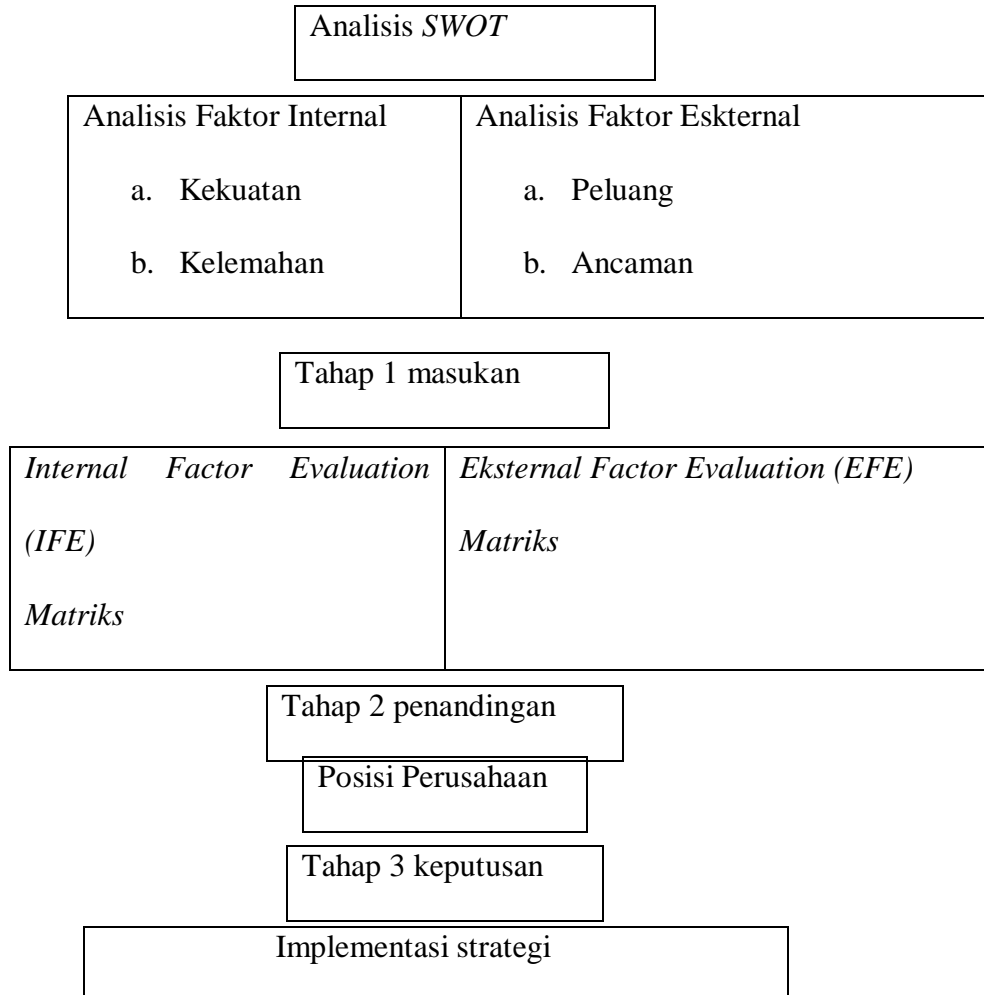 Analisis SWOT
Analisis Faktor Internal
a. Kekuatan
b. Kelemahan
Analisis Faktor Eskternal
a. Peluang
b. Ancaman
Tahap 1 masukan
Internal Factor Evaluation
(IFE)
Matriks
Eksternal Factor Evaluation (EFE)
Matriks
Tahap 2 penandingan
Posisi Perusahaan
Tahap 3 keputusan
Implementasi strategi